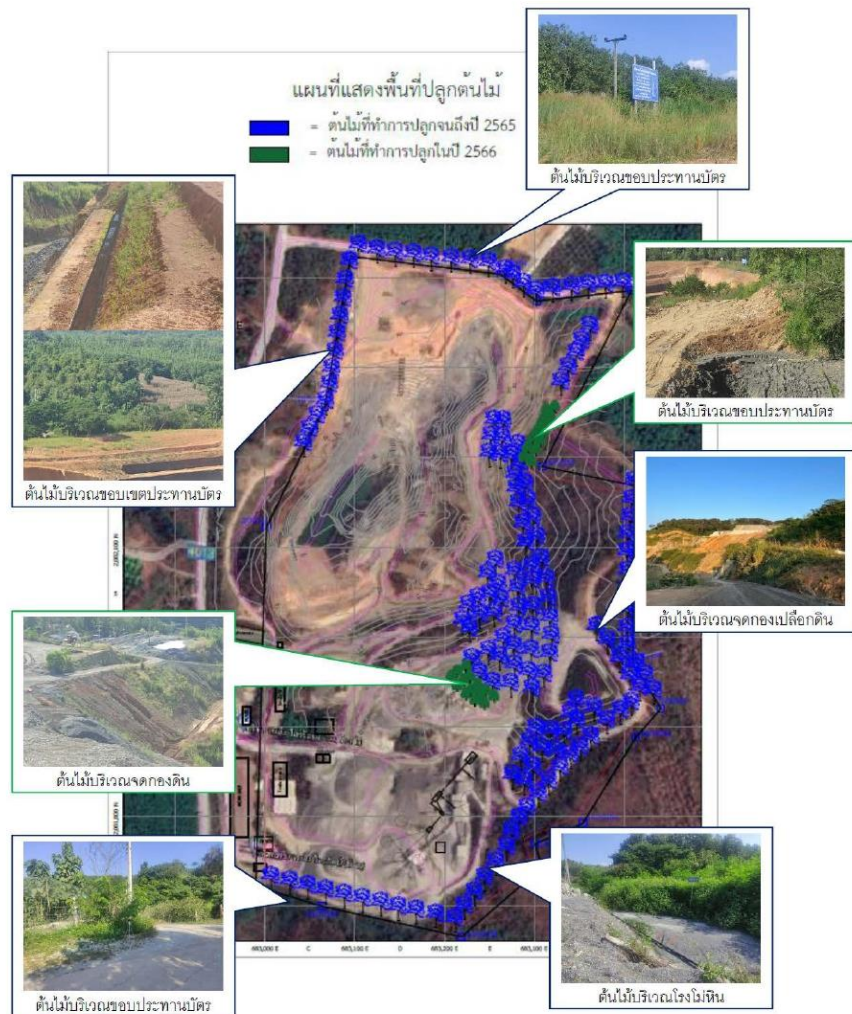 แผนที่แสดงพื้นที่ปลูกต้นไม้
= ต้นไม้ที่ทำการปลูกจนถึงปี 2565
= ต้นไม้ที่ทำการปลูกในปี 2566
ต้นไม้บริเวณขอบประทานบัตร
ต้นไม้บริเวณขอบเขตประทานบัตร
ต้นไม้บริเวณขอบประทานบัตร
ต้นไม้บริเวณจดกองเปลือกดิน
ต้นไม้บริเวณจดกองดิน
ต้นไม้บริเวณขอบประทานบัตร
ต้นไม้บริเวณโรงโม่หิน
4013
683,000 E
C
D
E